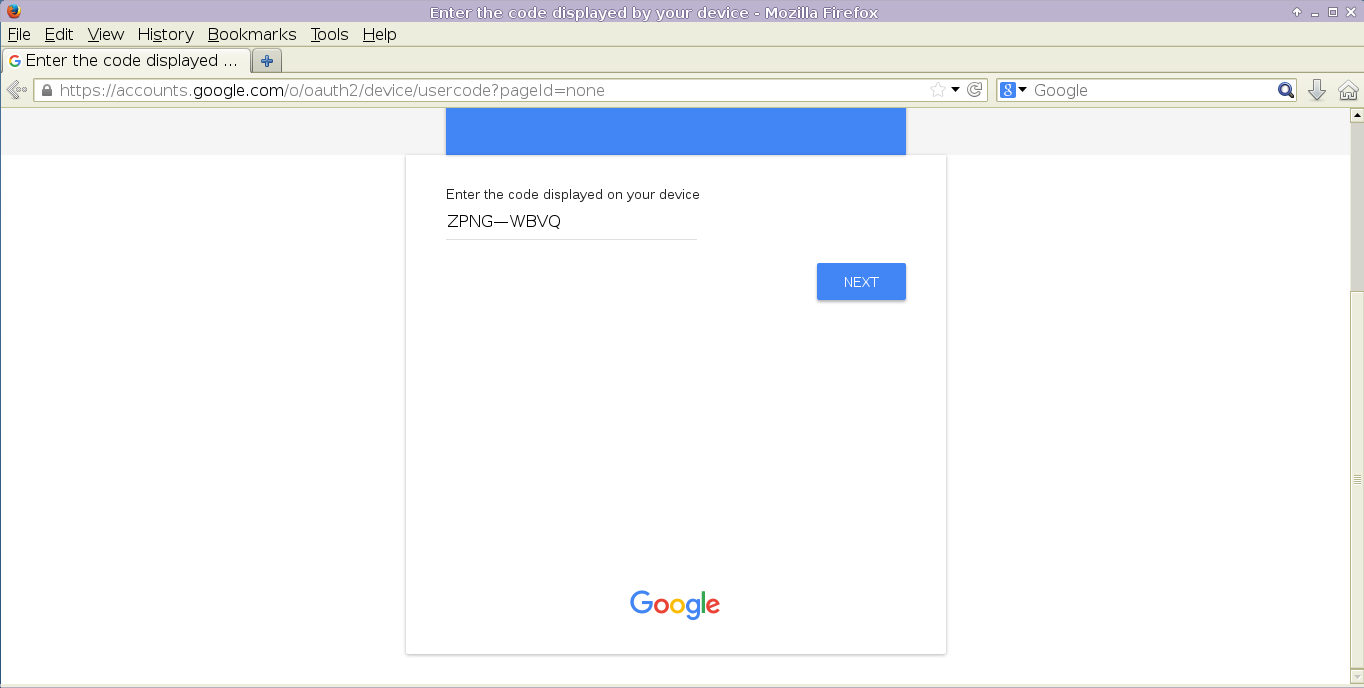 Enter the code displayed by your device - Mozilla Firefox
File Edit View History Bookmarks Tools Help
Enter the code displayed ...
https://accounts.google.com/o/oauth2/device/usercode?pageId=none
8 Google
Enter the code displayed on your device
ZPNG—WBVQ
NEXT
Google